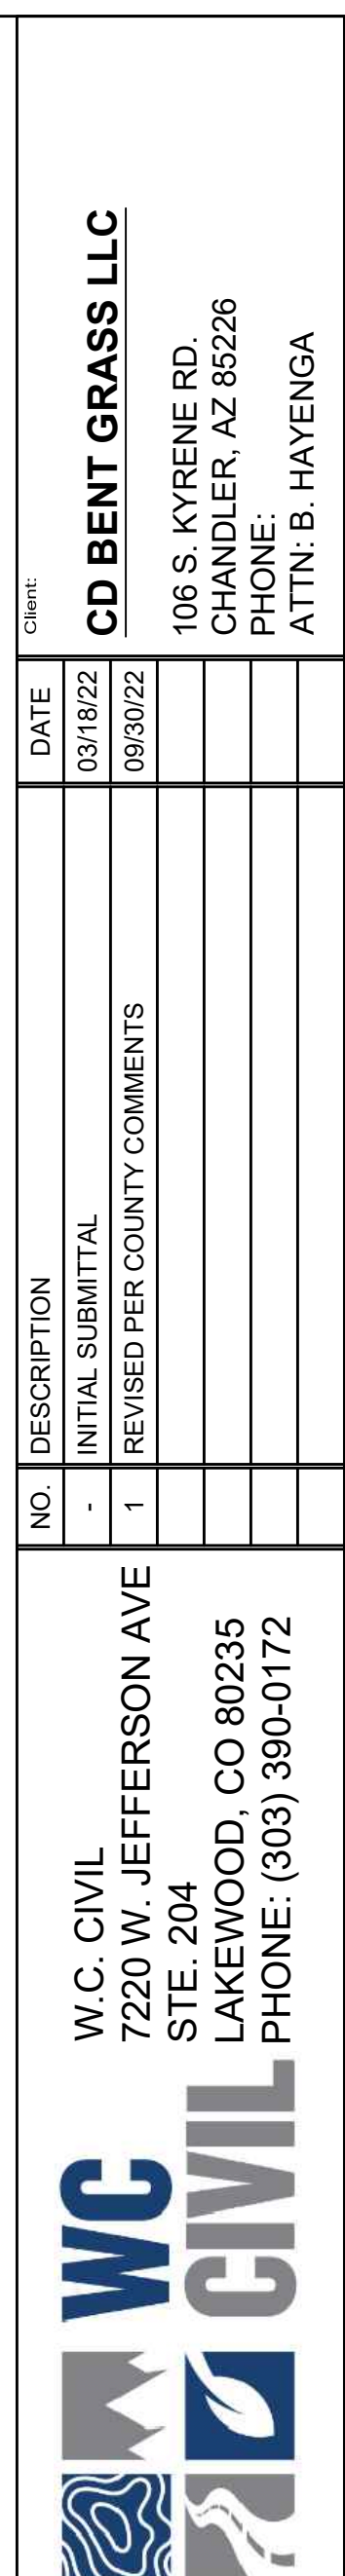 WC
CIVIL
W.C. CIVIL
7220 W. JEFFERSON AVE
STE. 204
LAKEWOOD, CO 80235
PHONE: (303) 390-0172
NO. DESCRIPTION DATE
- INITIAL SUBMITTAL 03/18/22
1 REVISED PER COUNTY COMMENTS 09/30/22
Client:
CD BENT GRASS LLC
106 S. KYRENE RD.
CHANDLER, AZ 85226
PHONE:
ATTN: B. HAYENGA